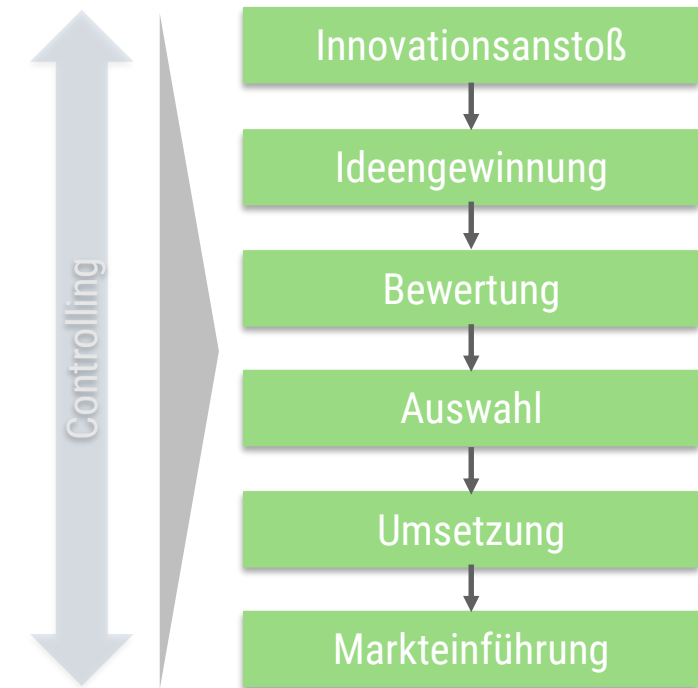 Controlling
Innovationsanstoß
Ideengewinnung
Bewertung
Auswahl
Umsetzung
Markteinführung